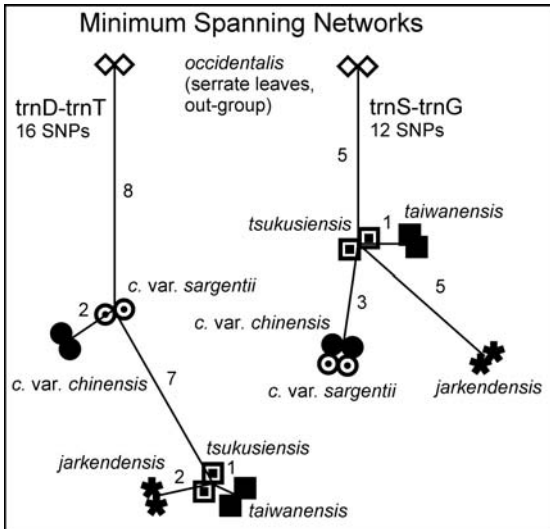 Minimum Spanning Networks
occidentalis
(serrate leaves,
out-group)
trnD-trnT
16 SNPs
8
c. var. sargentii
2
c. var. chinensis
7
tsukusiensis
jarkendensis
2
1
taiwanensis
trnS-trnG
12 SNPs
5
tsukusiensis
1
taiwanensis
3
5
c. var. chinensis
c. var. sargentii
jarkendensis